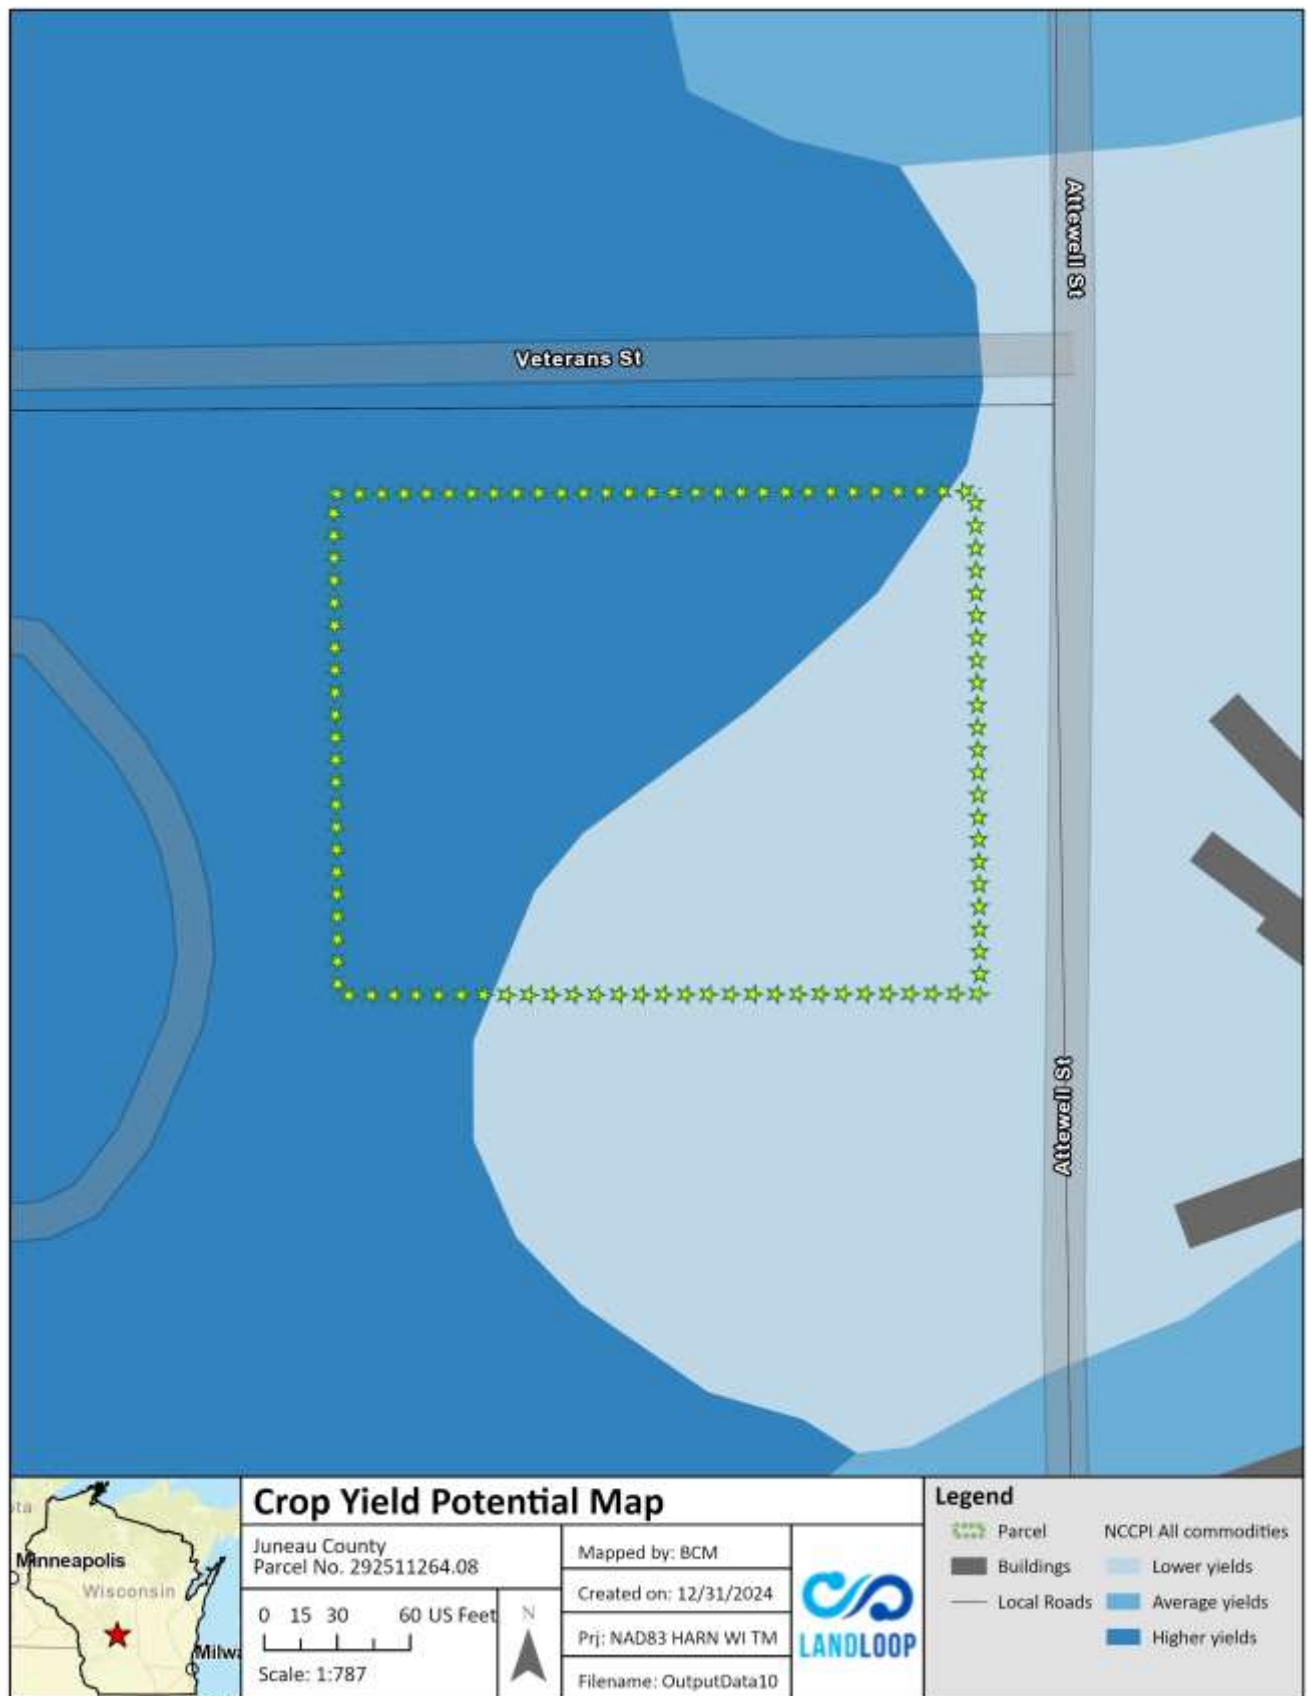 Attewell St
Veterans St
Attewell St
ta
Minneapolis
Wisconsin
Milwa
Crop Yield Potential Map
Juneau County
Parcel No. 292511264.08
0 15 30 60 US Feet
Scale: 1:787
N
Mapped by: BCM
Created on: 12/31/2024
Prj: NAD83 HARN WI TM
Filename: OutputData10
LANDLOOP
Legend
Parcel
Buildings
Local Roads
NCCPI All commodities
Lower yields
Average yields
Higher yields